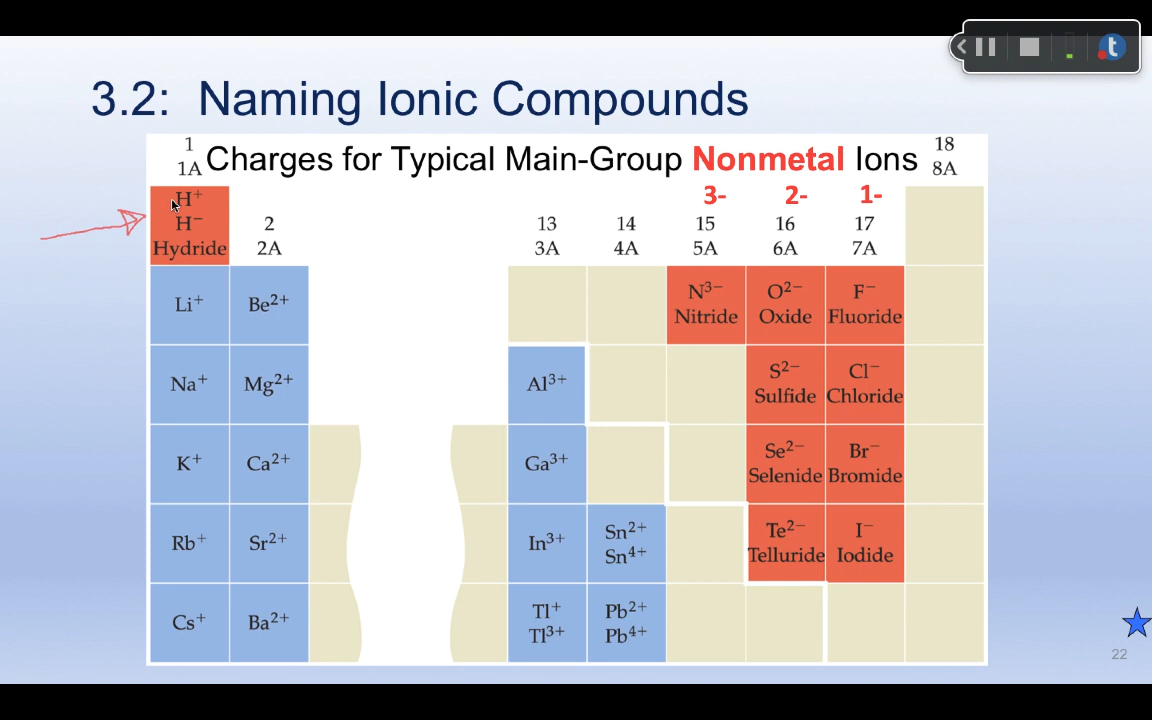 t
3.2: Naming Ionic Compounds
1
1A
Charges for Typical Main-Group Nonmetal Ions
18
8A
H⁺
H⁻
Hydride
2
2A
13
3A
14
4A
3-
15
5A
2-
16
6A
1-
17
7A
Li⁺
Be²⁺
N³⁻
Nitride
O²⁻
Oxide
F⁻
Fluoride
Na⁺
Mg²⁺
Al³⁺
S²⁻
Sulfide
Cl⁻
Chloride
K⁺
Ca²⁺
Ga³⁺
Se²⁻
Selenide
Br⁻
Bromide
Rb⁺
Sr²⁺
In³⁺
Sn²⁺
Sn⁴⁺
Te²⁻
Telluride
I⁻
Iodide
Cs⁺
Ba²⁺
Tl⁺
Tl³⁺
Pb²⁺
Pb⁴⁺
22